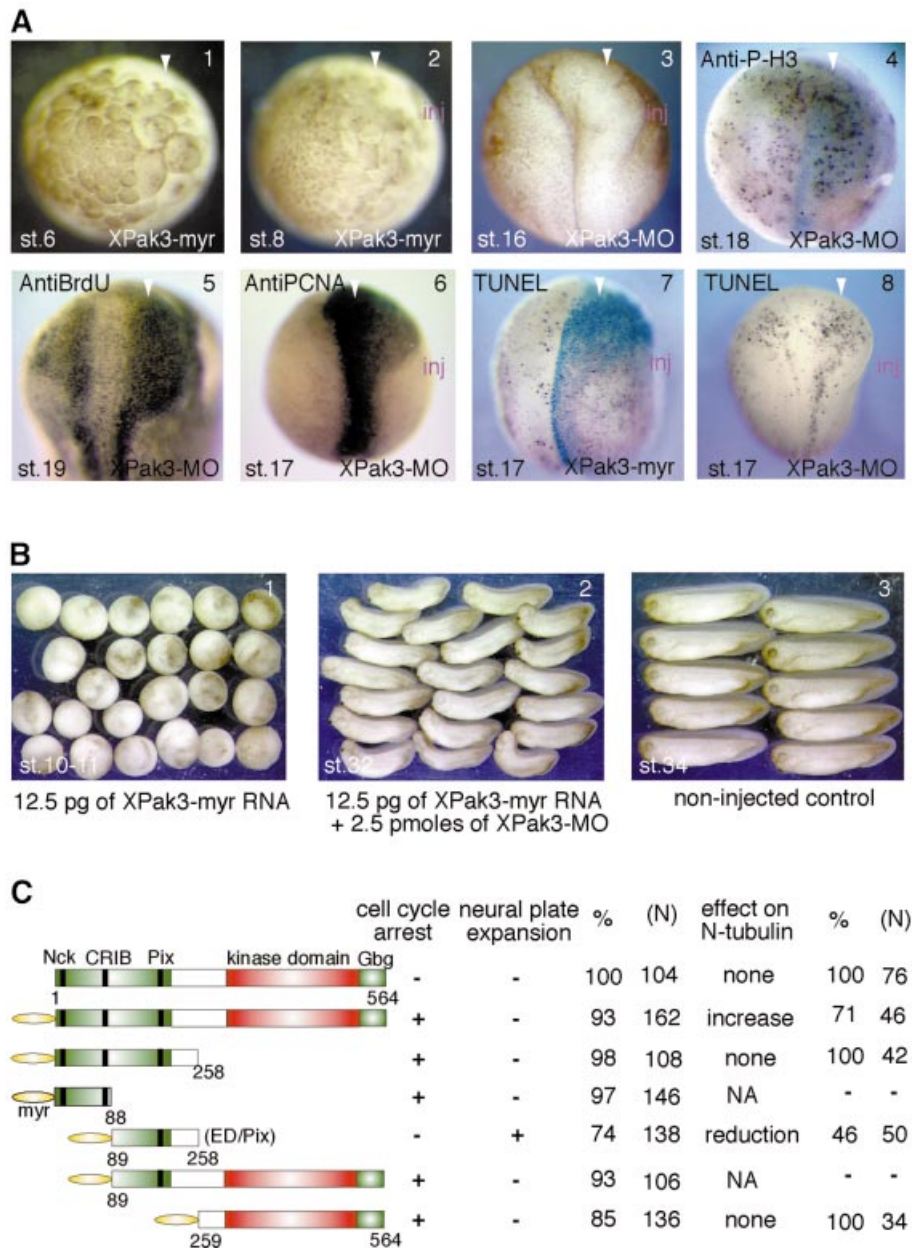 A
1
st.6 XPak3-myr
2
inj
st.8 XPak3-myr
3
inj
st.16 XPak3-MO
Anti-P-H3 4
st.18 XPak3-MO
AntiBrdU 5
st.19 XPak3-MO
AntiPCNA 6
inj
st.17 XPak3-MO
TUNEL 7
inj
st.17 XPak3-myr
TUNEL 8
inj
st.17 XPak3-MO
B
1
st.10-11
12.5 pg of XPak3-myr RNA
2
st.32
12.5 pg of XPak3-myr RNA
+ 2.5 pmoles of XPak3-MO
3
st.34
non-injected control
C
cell cycle arrest neural plate expansion % (N) effect on N-tubulin % (N)
Nck CRIB Pix kinase domain Gbg
1 564 - - 100 104 none 100 76
+ - 93 162 increase 71 46
258 + - 98 108 none 100 42
myr 88 + - 97 146 NA - -
89 258 (ED/Pix) - + 74 138 reduction 46 50
89 + - 93 106 NA - -
259 564 + - 85 136 none 100 34